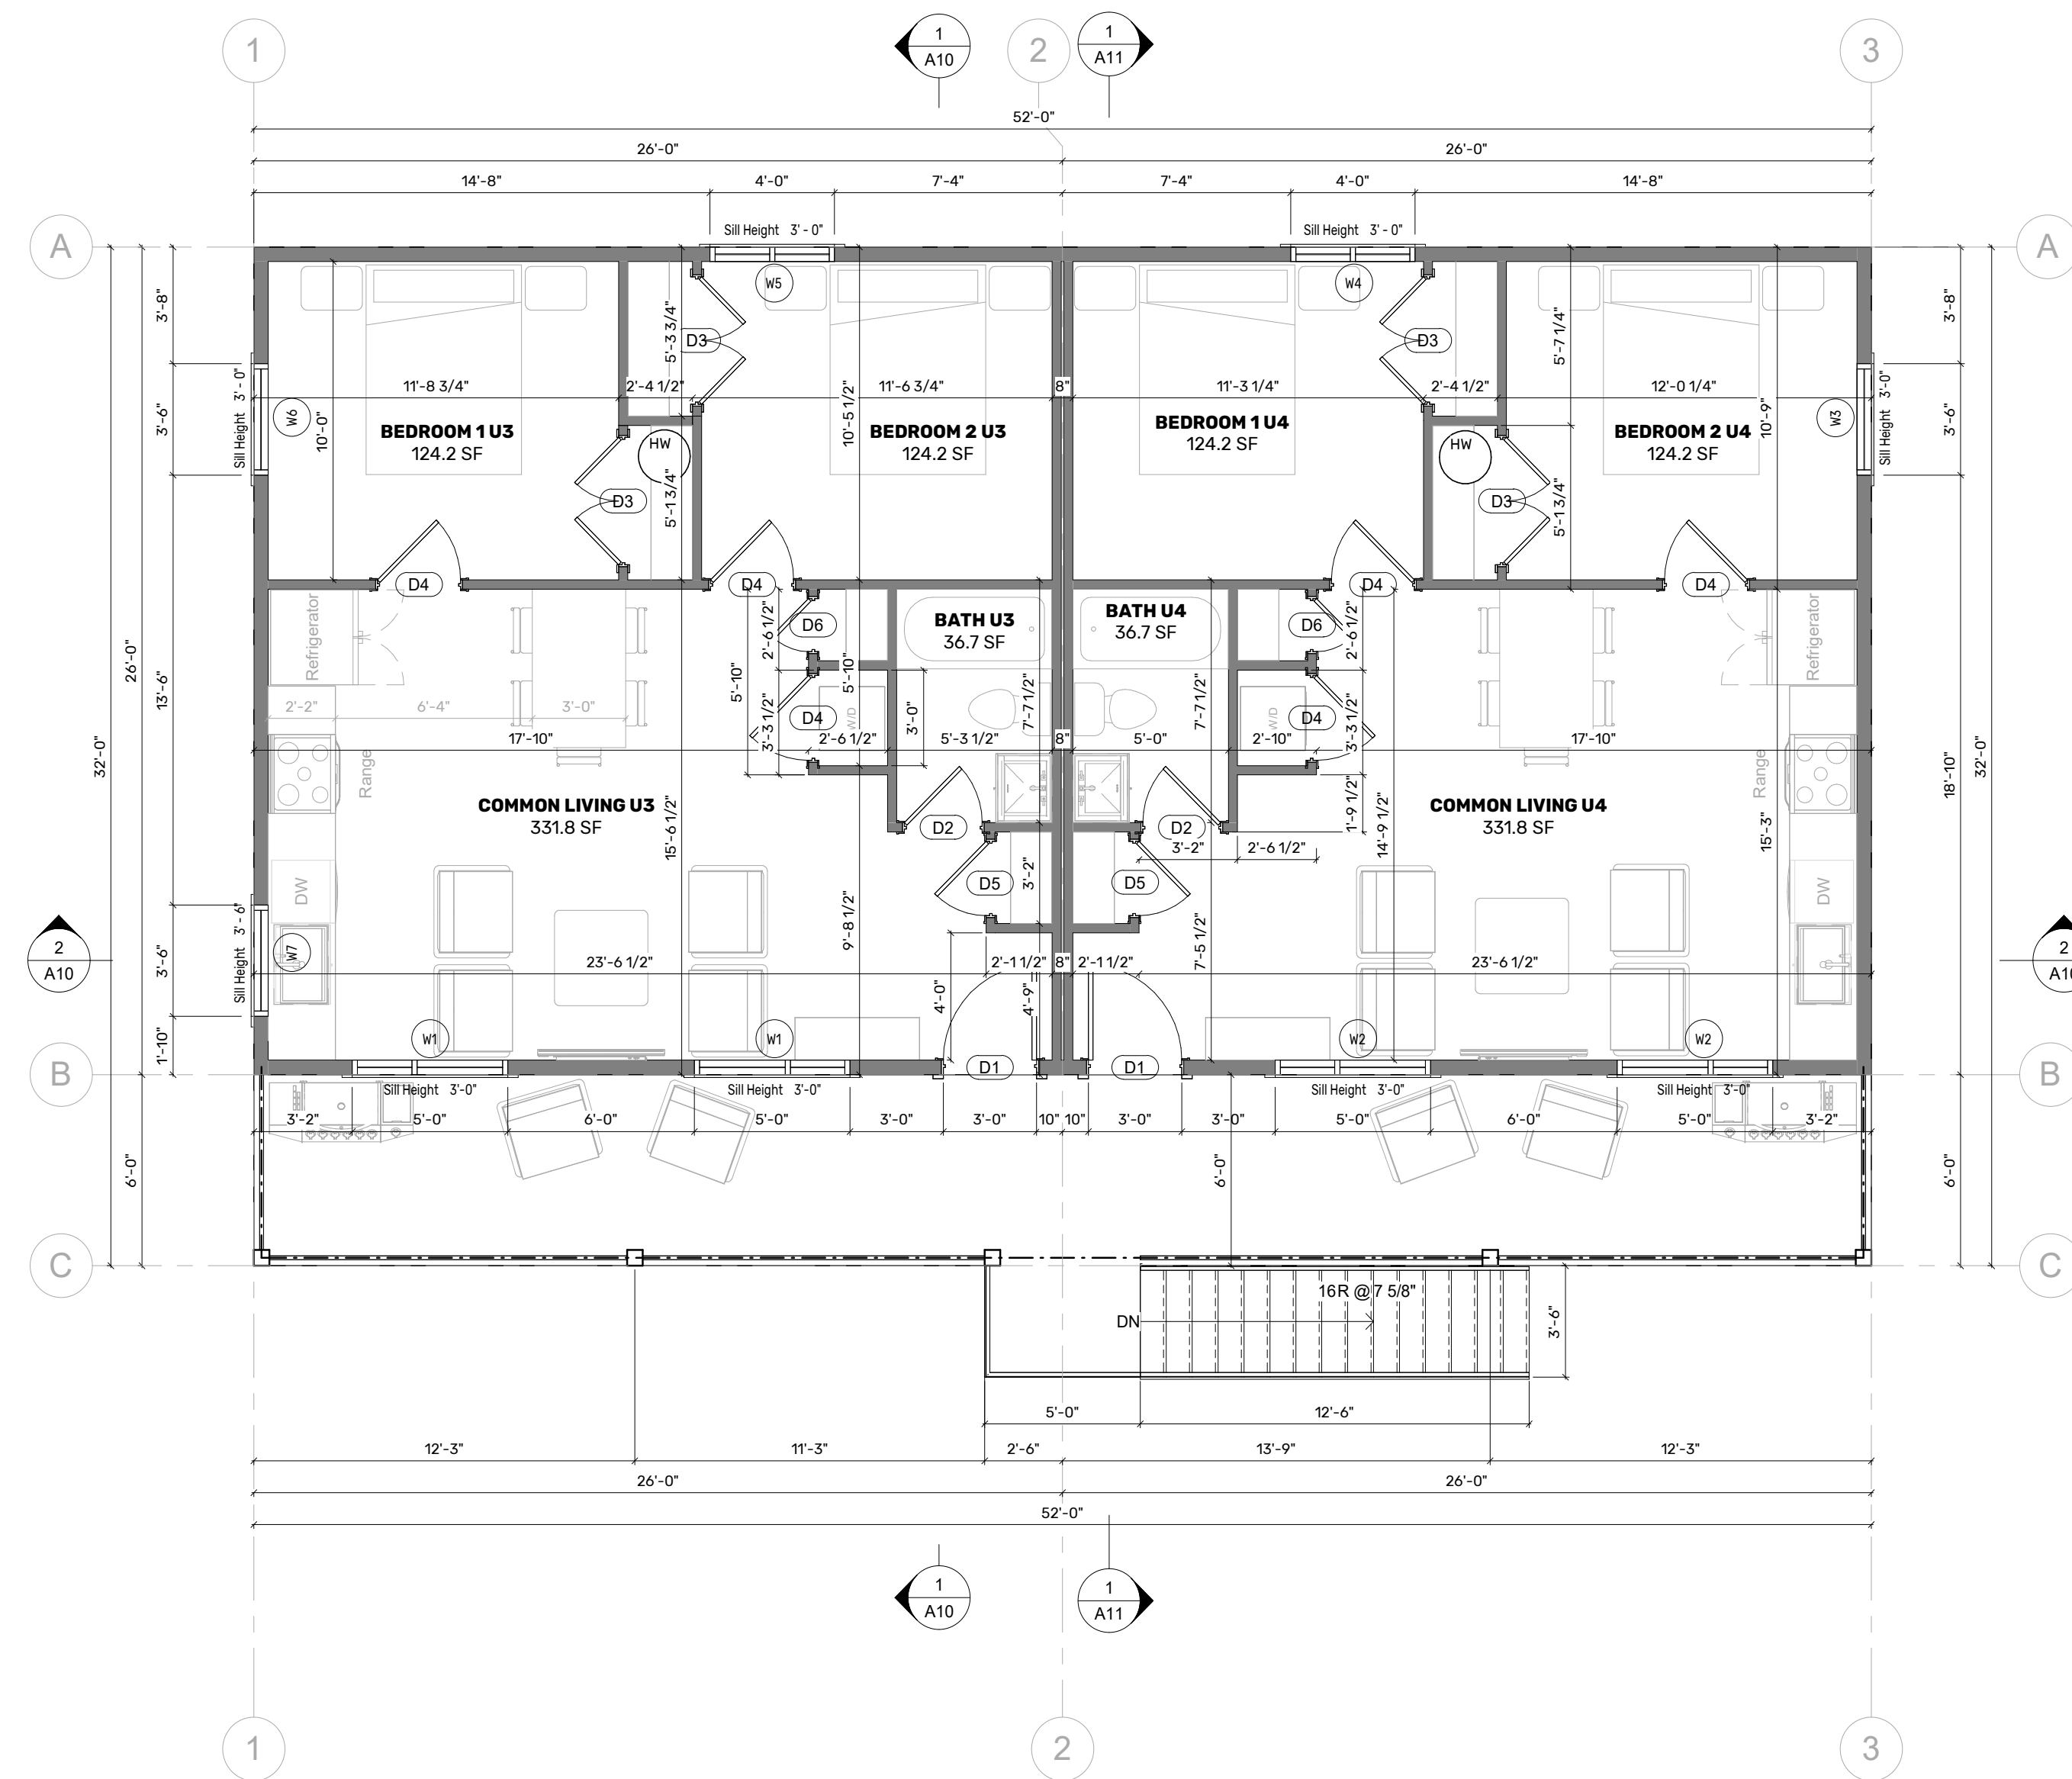 1
1
A10
2
1
A11
3
52'-0"
26'-0"
26'-0"
14'-8"
4'-0"
7'-4"
7'-4"
4'-0"
14'-8"
Sill Height 3'-0"
Sill Height 3'-0"
A
A
W5
W4
3'-8"
3'-8"
5'-3 3/4"
D3
D3
5'-7 1/4"
11'-8 3/4"
2'-4 1/2"
11'-6 3/4"
8"
11'-3 1/4"
2'-4 1/2"
12'-0 1/4"
3'-6"
Sill Height 3'-0"
W6
10'-0"
10'-5 1/2"
10'-9"
W3
Sill Height 3'-0"
3'-6"
BEDROOM 1 U3
124.2 SF
HW
BEDROOM 2 U3
124.2 SF
BEDROOM 1 U4
124.2 SF
HW
BEDROOM 2 U4
124.2 SF
D3
5'-1 3/4"
D3
5'-1 3/4"
D4
D4
D4
D4
Refrigerator
2'-6 1/2"
D6
BATH U3
36.7 SF
BATH U4
36.7 SF
D6
2'-6 1/2"
Refrigerator
26'-0"
13'-6"
5'-10"
5'-10"
2'-2"
6'-4"
3'-0"
3'-3 1/2"
D4
W/D
3'-0"
7'-7 1/2"
7'-7 1/2"
W/D
D4
3'-3 1/2"
17'-10"
2'-6 1/2"
5'-3 1/2"
8"
5'-0"
2'-10"
17'-10"
32'-0"
Range
Range
18'-10"
32'-0"
COMMON LIVING U3
331.8 SF
15'-6 1/2"
D2
D2
1'-9 1/2"
14'-9 1/2"
COMMON LIVING U4
331.8 SF
15'-3"
3'-2"
2'-6 1/2"
DW
D5
3'-2"
D5
DW
9'-8 1/2"
7'-5 1/2"
2
A10
3'-6"
Sill Height 3'-6"
W7
23'-6 1/2"
2'-1 1/2"
8"
2'-1 1/2"
23'-6 1/2"
2
A10
4'-0"
4'-9"
1'-10"
W1
W1
W2
W2
B
D1
D1
B
Sill Height 3'-0"
Sill Height 3'-0"
Sill Height 3'-0"
Sill Height 3'-0"
3'-2"
5'-0"
6'-0"
5'-0"
3'-0"
3'-0"
10"
10"
3'-0"
3'-0"
5'-0"
6'-0"
5'-0"
3'-2"
6'-0"
6'-0"
6'-0"
C
C
16R @ 7 5/8"
DN
3'-6"
5'-0"
12'-6"
12'-3"
11'-3"
2'-6"
13'-9"
12'-3"
26'-0"
26'-0"
52'-0"
1
A10
1
A11
1
2
3